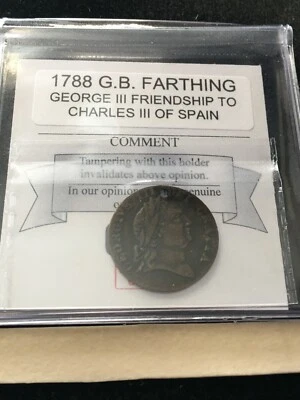 1788 G.B. FARTHING
GEORGE III FRIENDSHIP TO
CHARLES III OF SPAIN
COMMENT
Tampering with this holder
invalidates above opinion.
In our opinion genuine